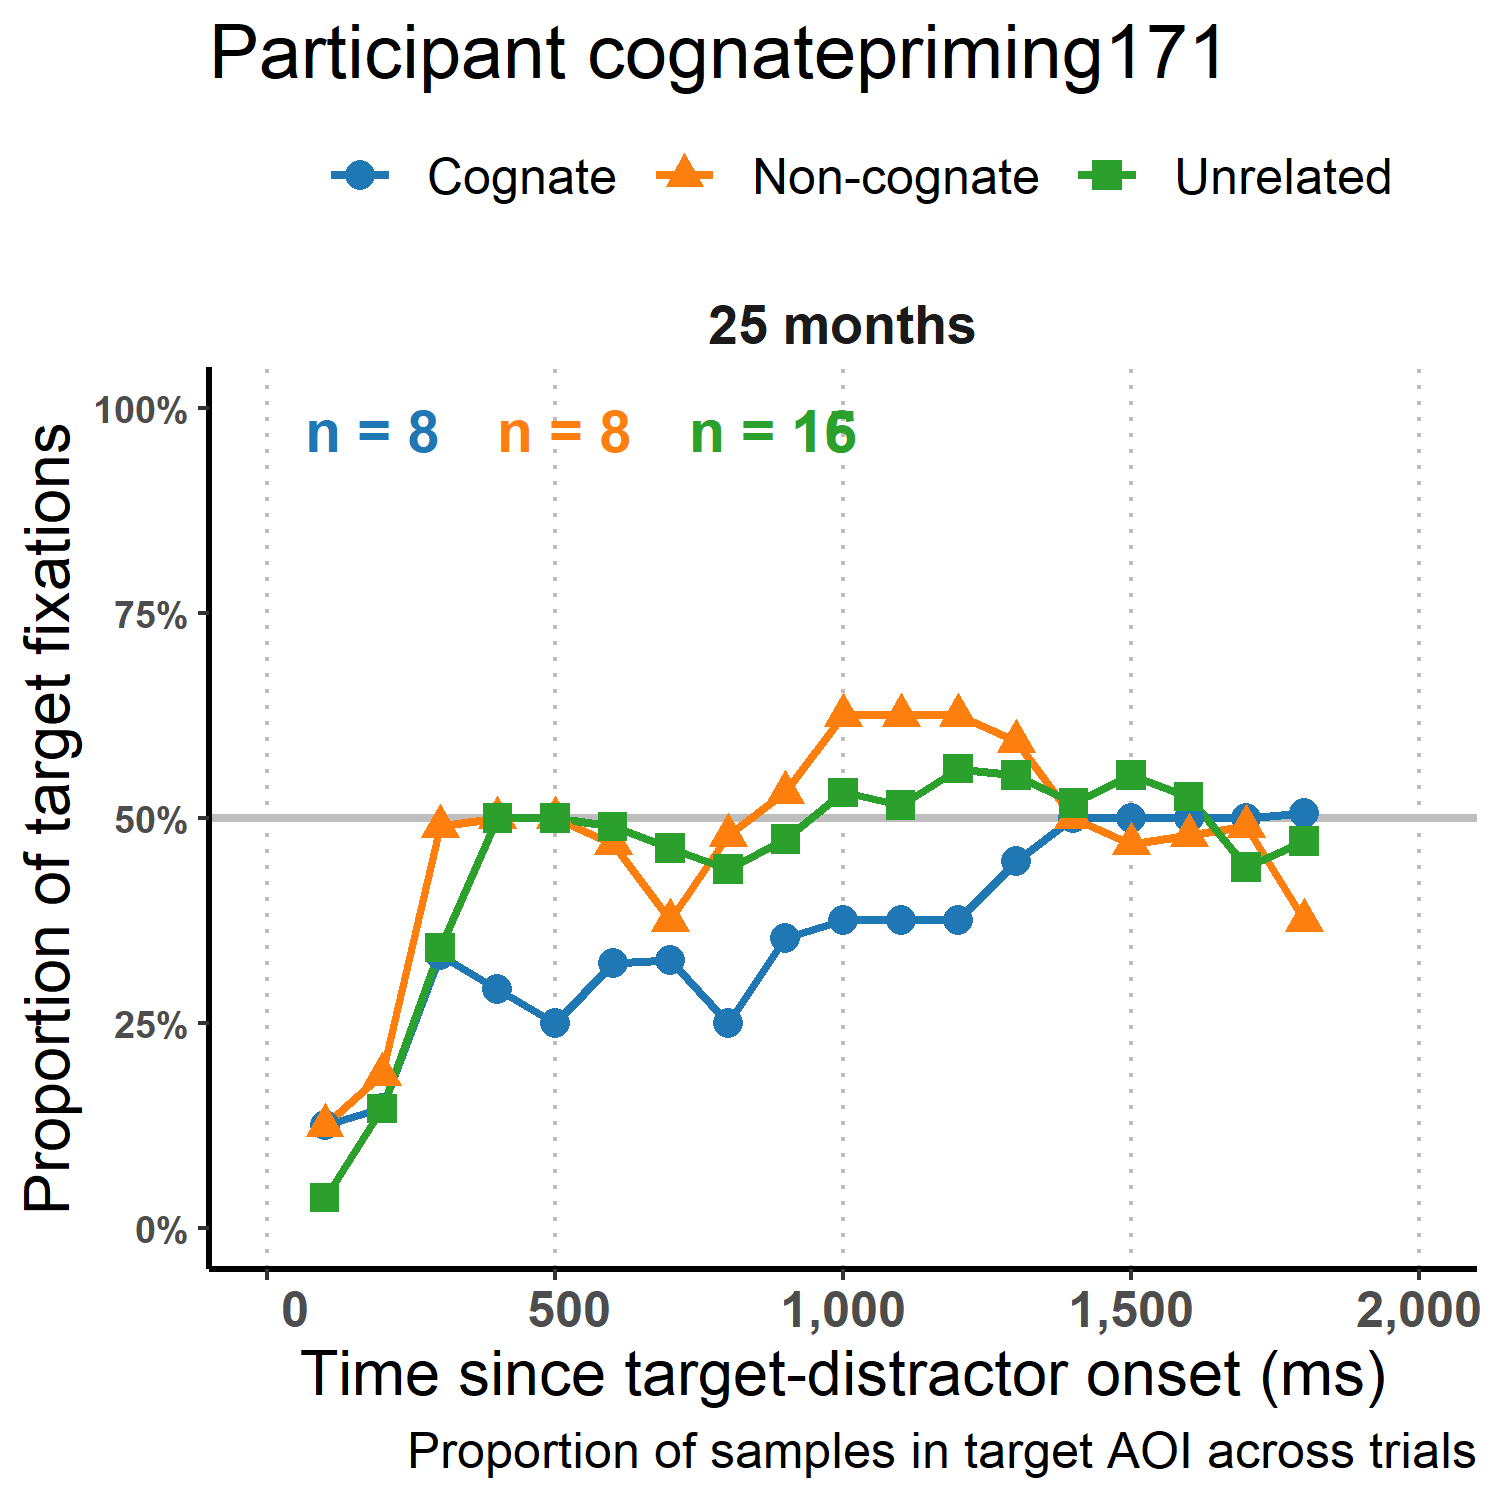 Participant cognatepriming171
Cognate Non-cognate Unrelated
25 months
100%
75%
50%
25%
0%
n = 8 n = 8 n =
0 500 1,000 1,500 2,000
Time since target-distractor onset (ms)
Proportion of target fixations
Proportion of samples in target AOI across trials